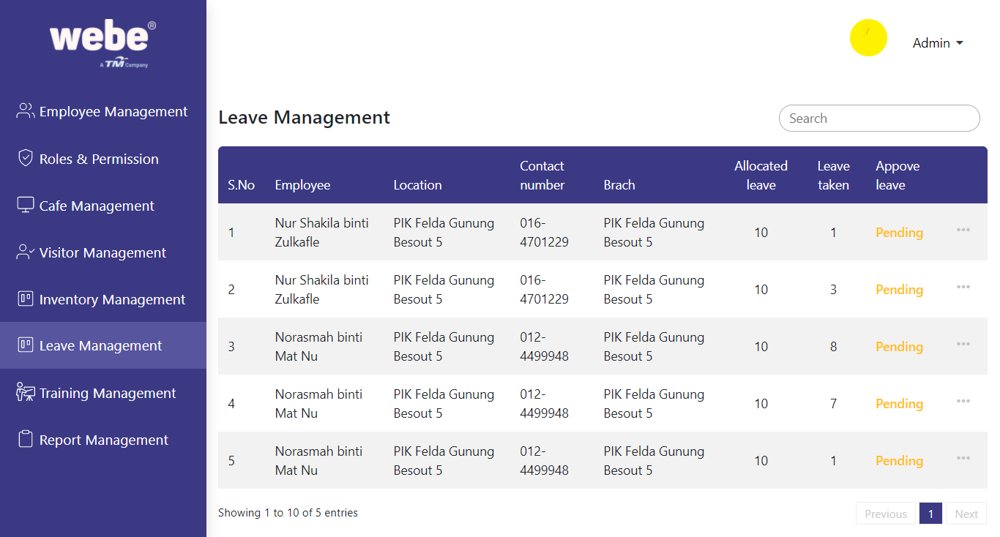 webe®
A TM Company
Employee Management
Roles & Permission
Cafe Management
Visitor Management
Inventory Management
Leave Management
Training Management
Report Management
Admin
Leave Management
Search
S.No Employee Location Contact number Brach Allocated leave Leave taken Appove leave
1 Nur Shakila binti Zulkafle PIK Felda Gunung Besout 5 016-4701229 PIK Felda Gunung Besout 5 10 1 Pending
2 Nur Shakila binti Zulkafle PIK Felda Gunung Besout 5 016-4701229 PIK Felda Gunung Besout 5 10 3 Pending
3 Norasmah binti Mat Nu PIK Felda Gunung Besout 5 012-4499948 PIK Felda Gunung Besout 5 10 8 Pending
4 Norasmah binti Mat Nu PIK Felda Gunung Besout 5 012-4499948 PIK Felda Gunung Besout 5 10 7 Pending
5 Norasmah binti Mat Nu PIK Felda Gunung Besout 5 012-4499948 PIK Felda Gunung Besout 5 10 1 Pending
Showing 1 to 10 of 5 entries
Previous 1 Next